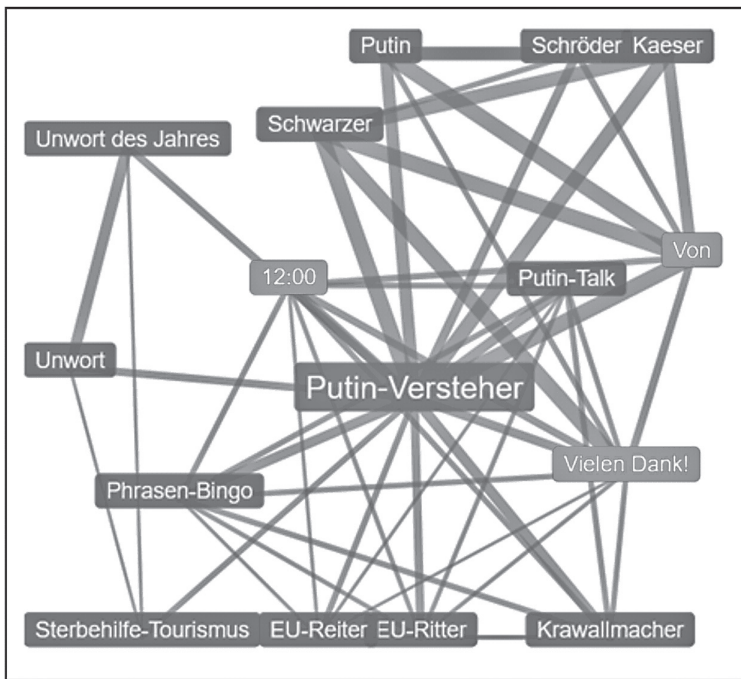 Putin
Schröder
Kaeser
Schwarzer
Unwort des Jahres
Von
12:00
Putin-Talk
Unwort
Putin-Versteher
Vielen Dank!
Phrasen-Bingo
Sterbehilfe-Tourismus
EU-Reiter
EU-Ritter
Krawallmacher